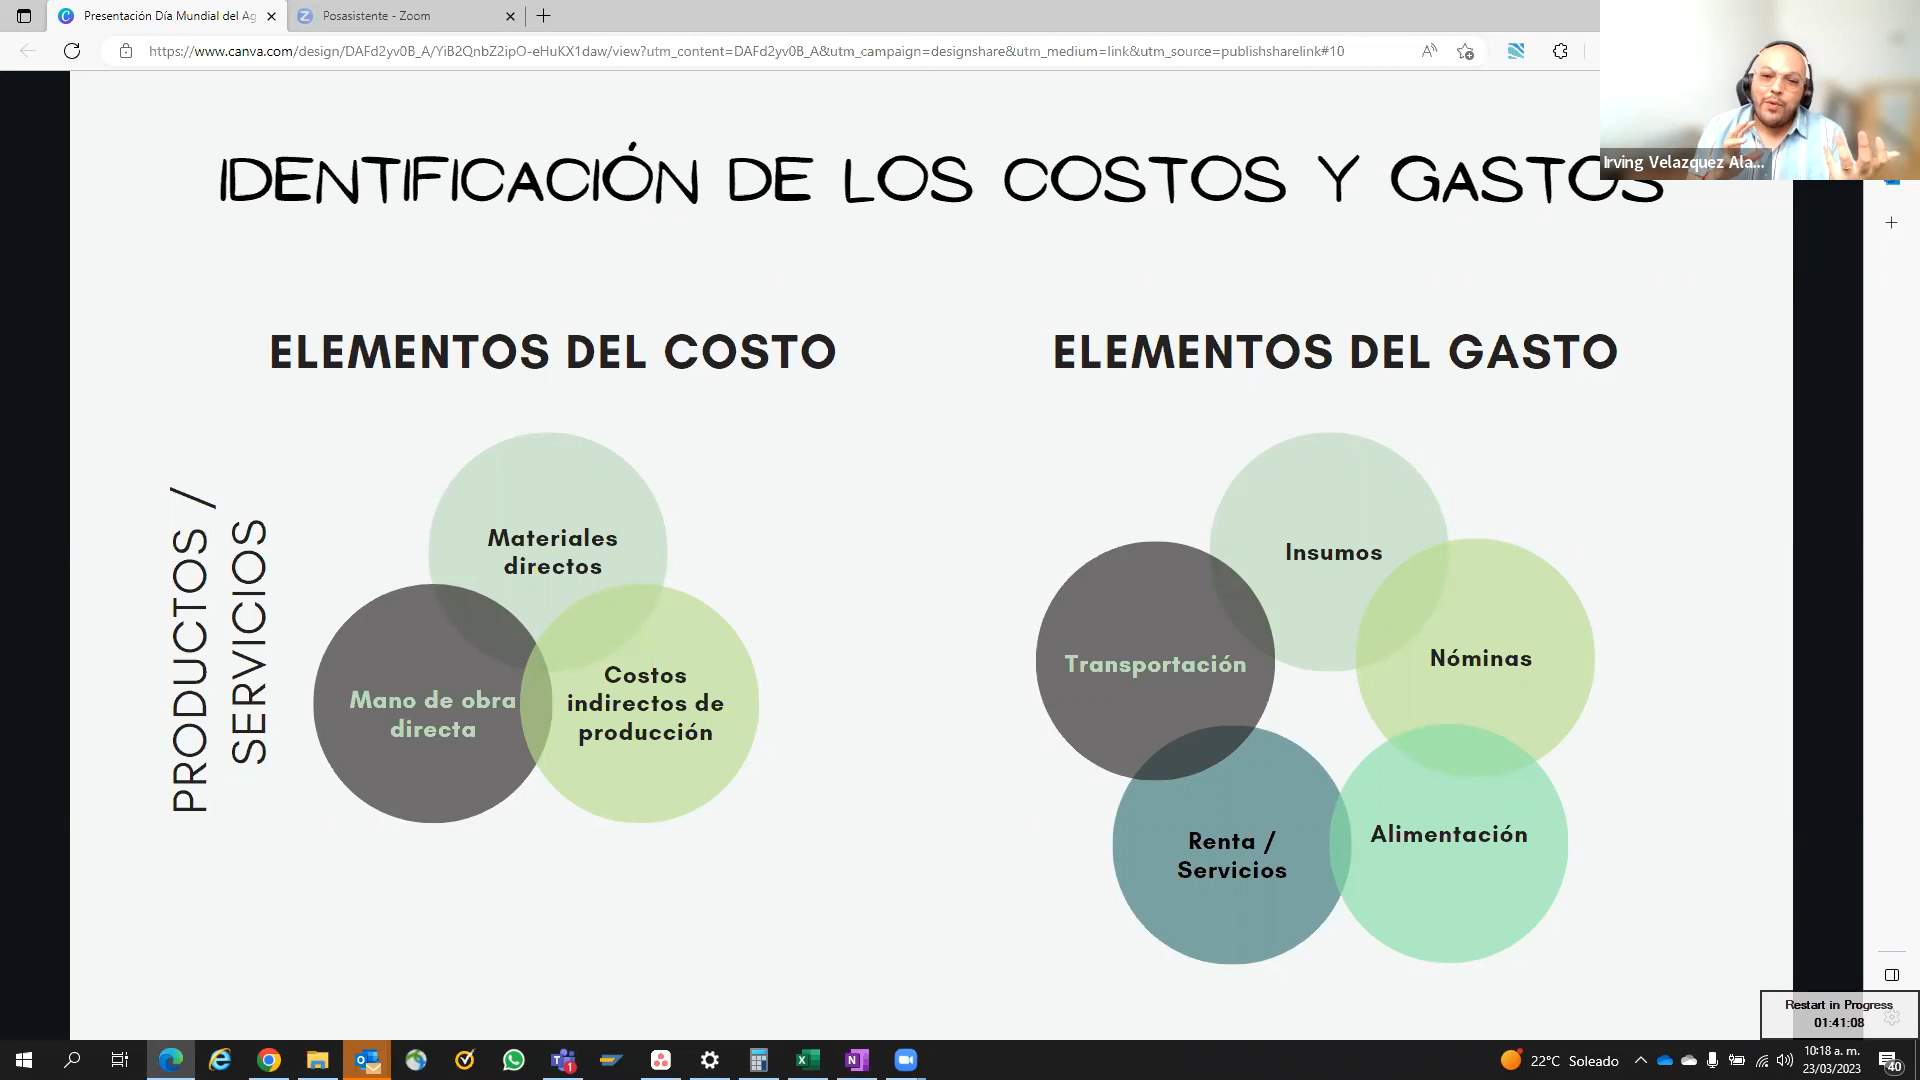 Presentación Día Mundial del Ag
Posasistente - Zoom
https://www.canva.com/design/DAFd2yv0B_A/YiB2QnbZ2ipO-eHuKX1daw/view?utm_content=DAFd2yv0B_A&utm_campaign=designshare&utm_medium=link&utm_source=publishsharelink#10
Irving Velazquez Ala...
IDENTIFICACIÓN DE LOS COSTOS Y GASTOS
ELEMENTOS DEL COSTO
ELEMENTOS DEL GASTO
PRODUCTOS /
SERVICIOS
Materiales
directos
Mano de obra
directa
Costos
indirectos de
producción
Insumos
Transportación
Nóminas
Renta /
Servicios
Alimentación
Restart in Progress
01:41:08
22°C Soleado
10:18 a. m.
23/03/2023
40